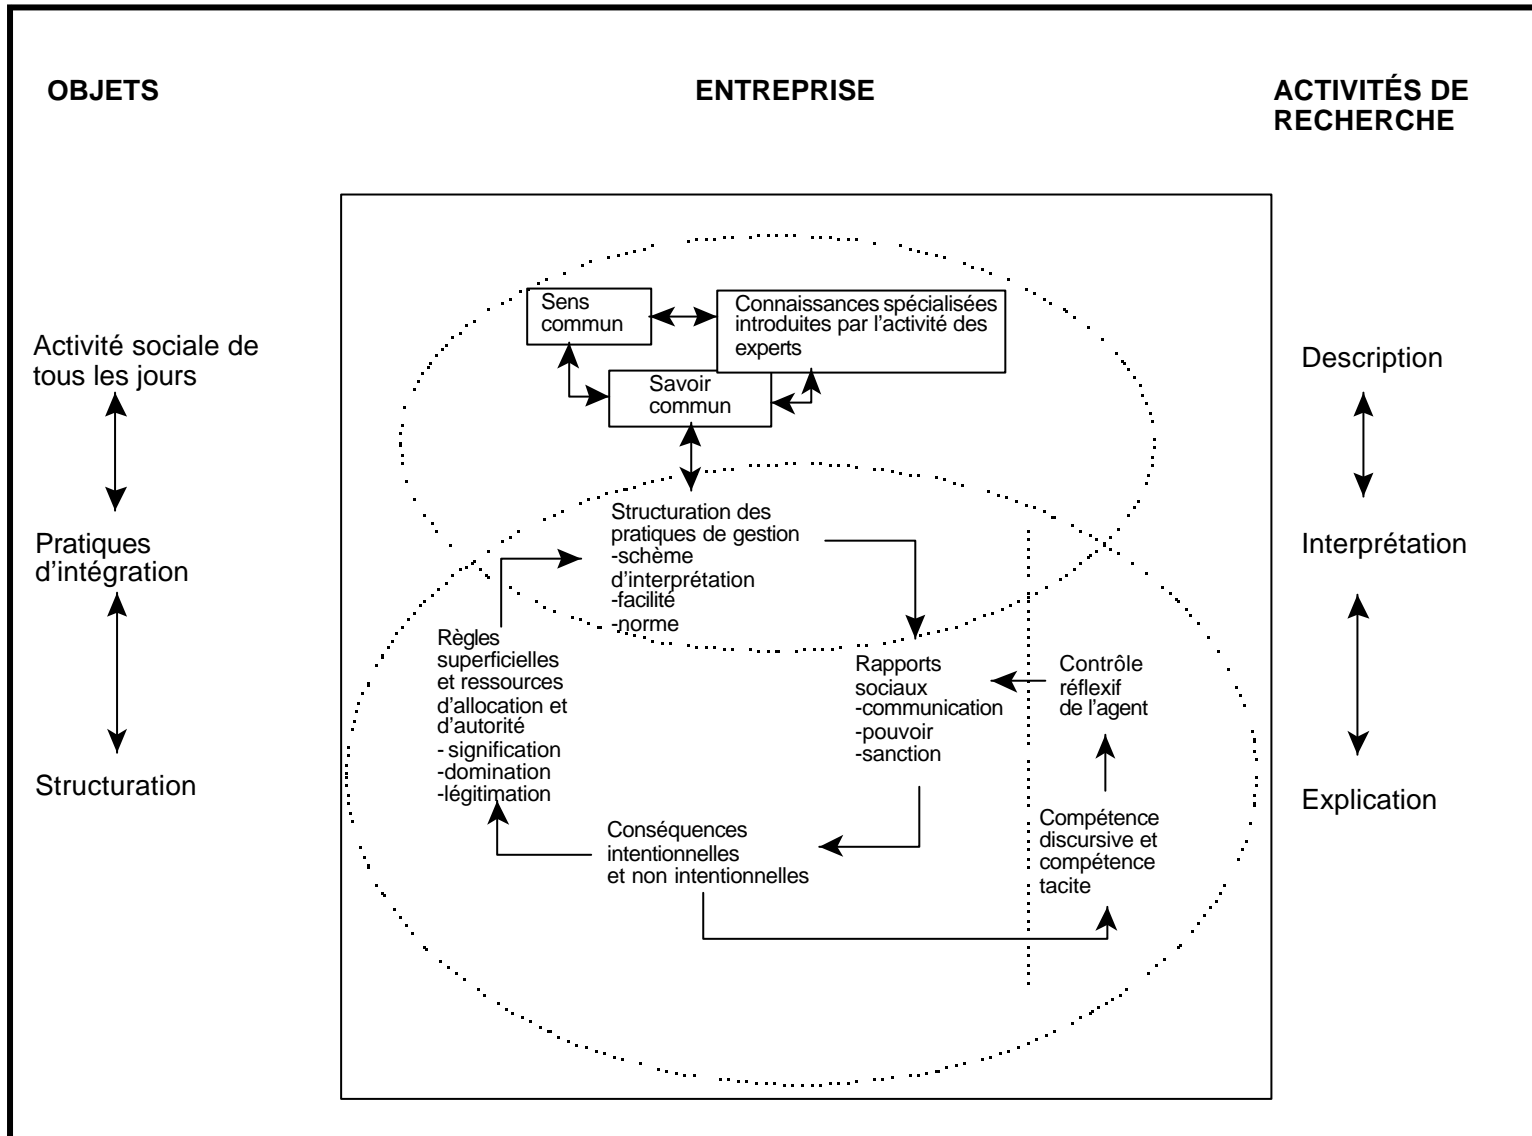 OBJETS
ENTREPRISE
ACTIVITÉS DE
RECHERCHE
Activité sociale de
tous les jours
Pratiques
d'intégration
Structuration
Sens
commun
Connaissances spécialisées
introduites par l'activité des
experts
Savoir
commun
Structuration des
pratiques de gestion
-schème
d'interprétation
-facilité
-norme
Règles
superficielles
et ressources
d'allocation et
d'autorité
- signification
-domination
-légitimation
Rapports
sociaux
-communication
-pouvoir
-sanction
Contrôle
réflexif
de l'agent
Conséquences
intentionnelles
et non intentionnelles
Compétence
discursive et
compétence
tacite
Description
Interprétation
Explication